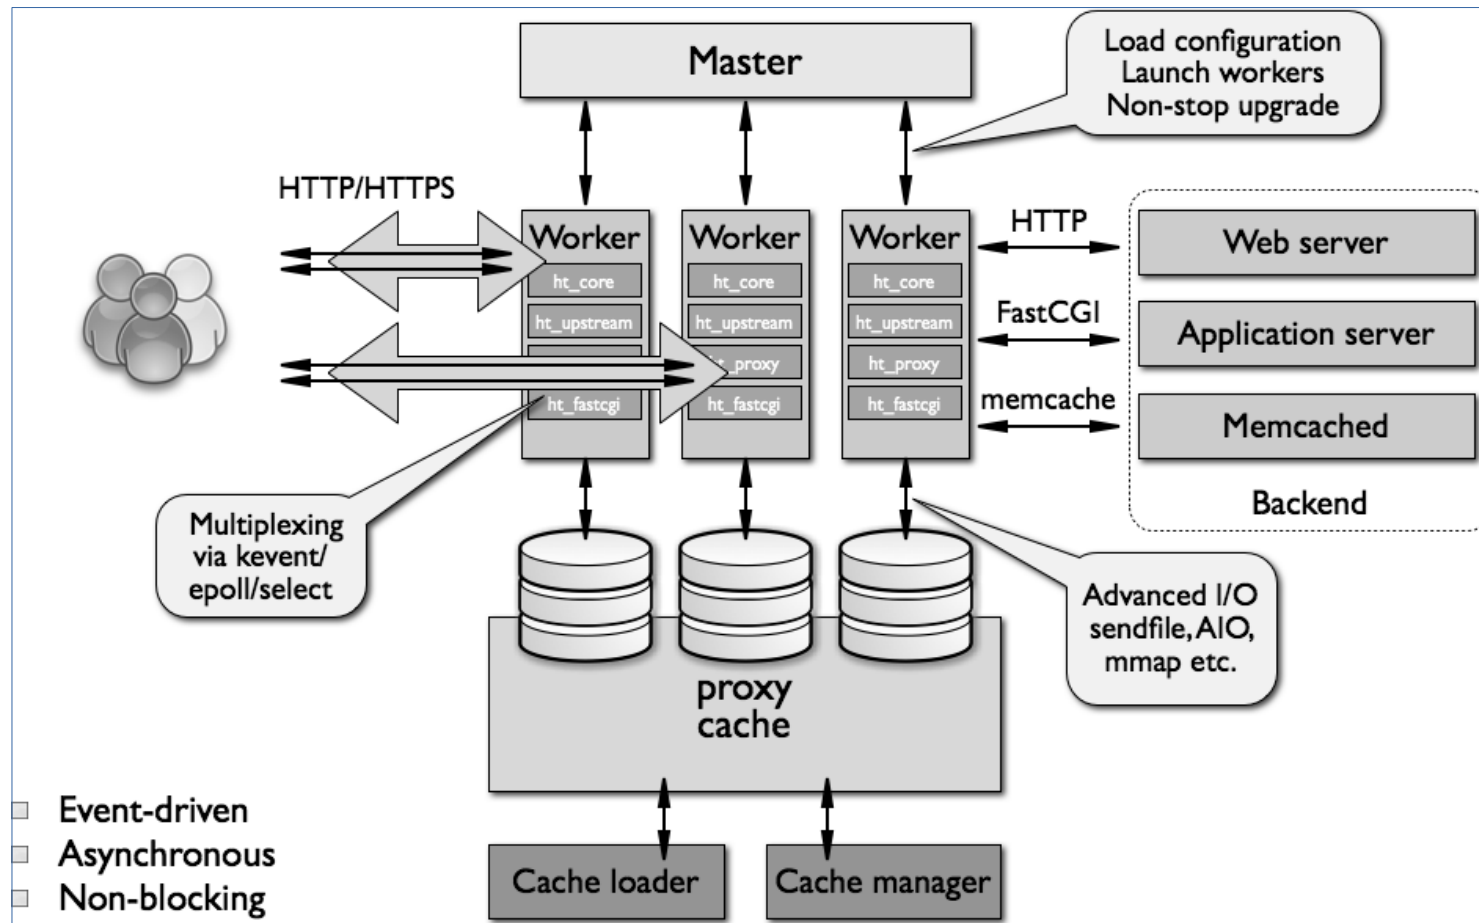 Master
Load configuration
Launch workers
Non-stop upgrade
HTTP/HTTPS
Worker
ht_core
ht_upstream
ht_fastcgi
Worker
ht_core
ht_upstream
ht_proxy
ht_fastcgi
Worker
ht_core
ht_upstream
ht_proxy
ht_fastcgi
HTTP
FastCGI
memcache
Web server
Application server
Memcached
Backend
Multiplexing
via kevent/
epoll/select
Advanced I/O
sendfile, AIO,
mmap etc.
proxy
cache
Cache loader
Cache manager
Event-driven
Asynchronous
Non-blocking